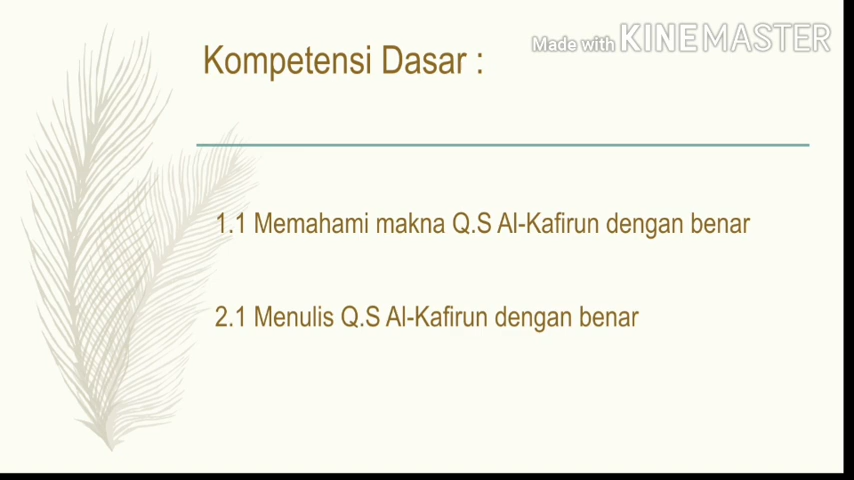 Made with KINEMASTER
Kompetensi Dasar :
1.1 Memahami makna Q.S Al-Kafirun dengan benar
2.1 Menulis Q.S Al-Kafirun dengan benar